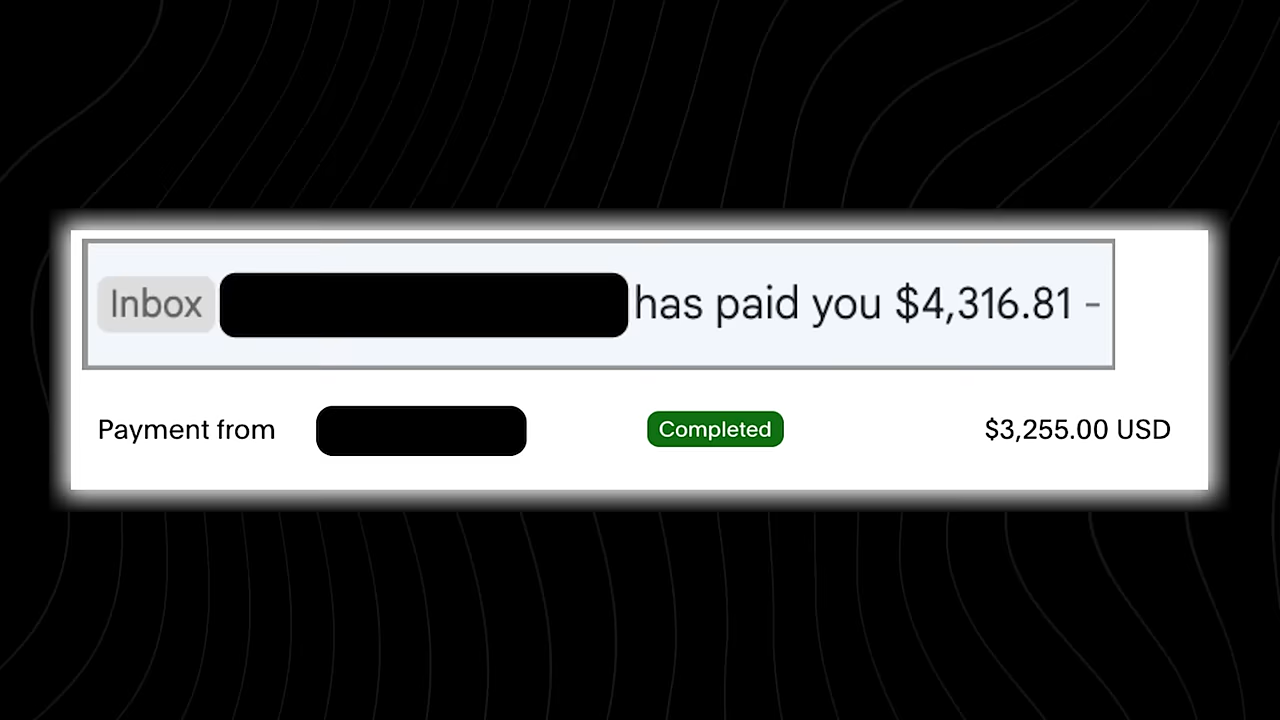 Inbox has paid you $4,316.81 -
Payment from Completed $3,255.00 USD